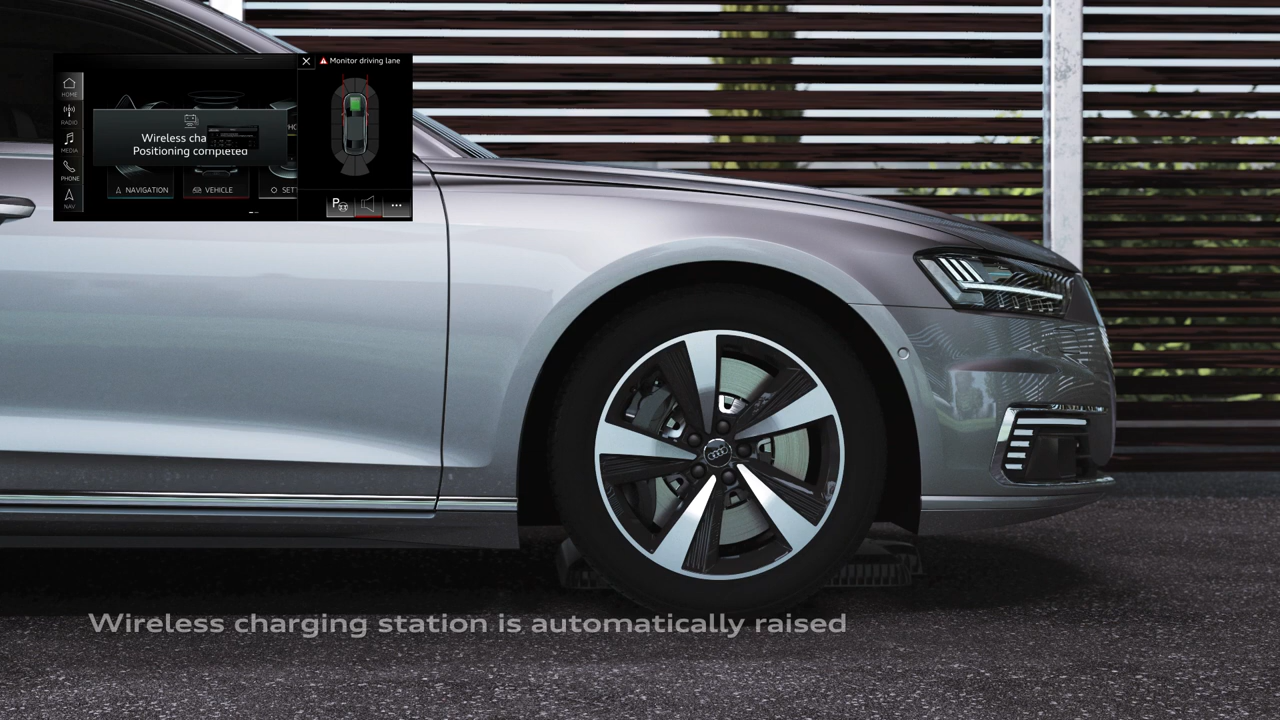 Monitor driving lane
HOME
RADIO
Wireless cha
MEDIA
Positioning completed
PHONE
NAVIGATION
VEHICLE
SET
NAV
P
Wireless charging station is automatically raised